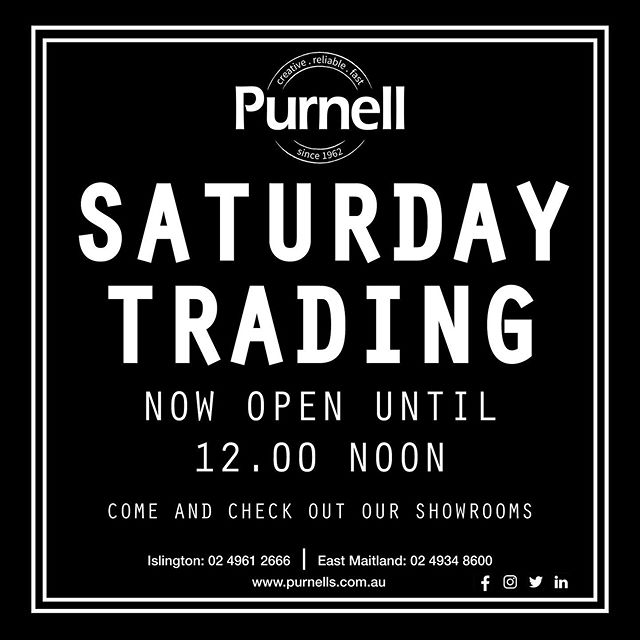 creative . reliable . fast
Purnell
since 1962
SATURDAY
TRADING
NOW OPEN UNTIL
12.00 NOON
COME AND CHECK OUT OUR SHOWROOMS
Islington: 02 4961 2666 | East Maitland: 02 4934 8600
www.purnells.com.au